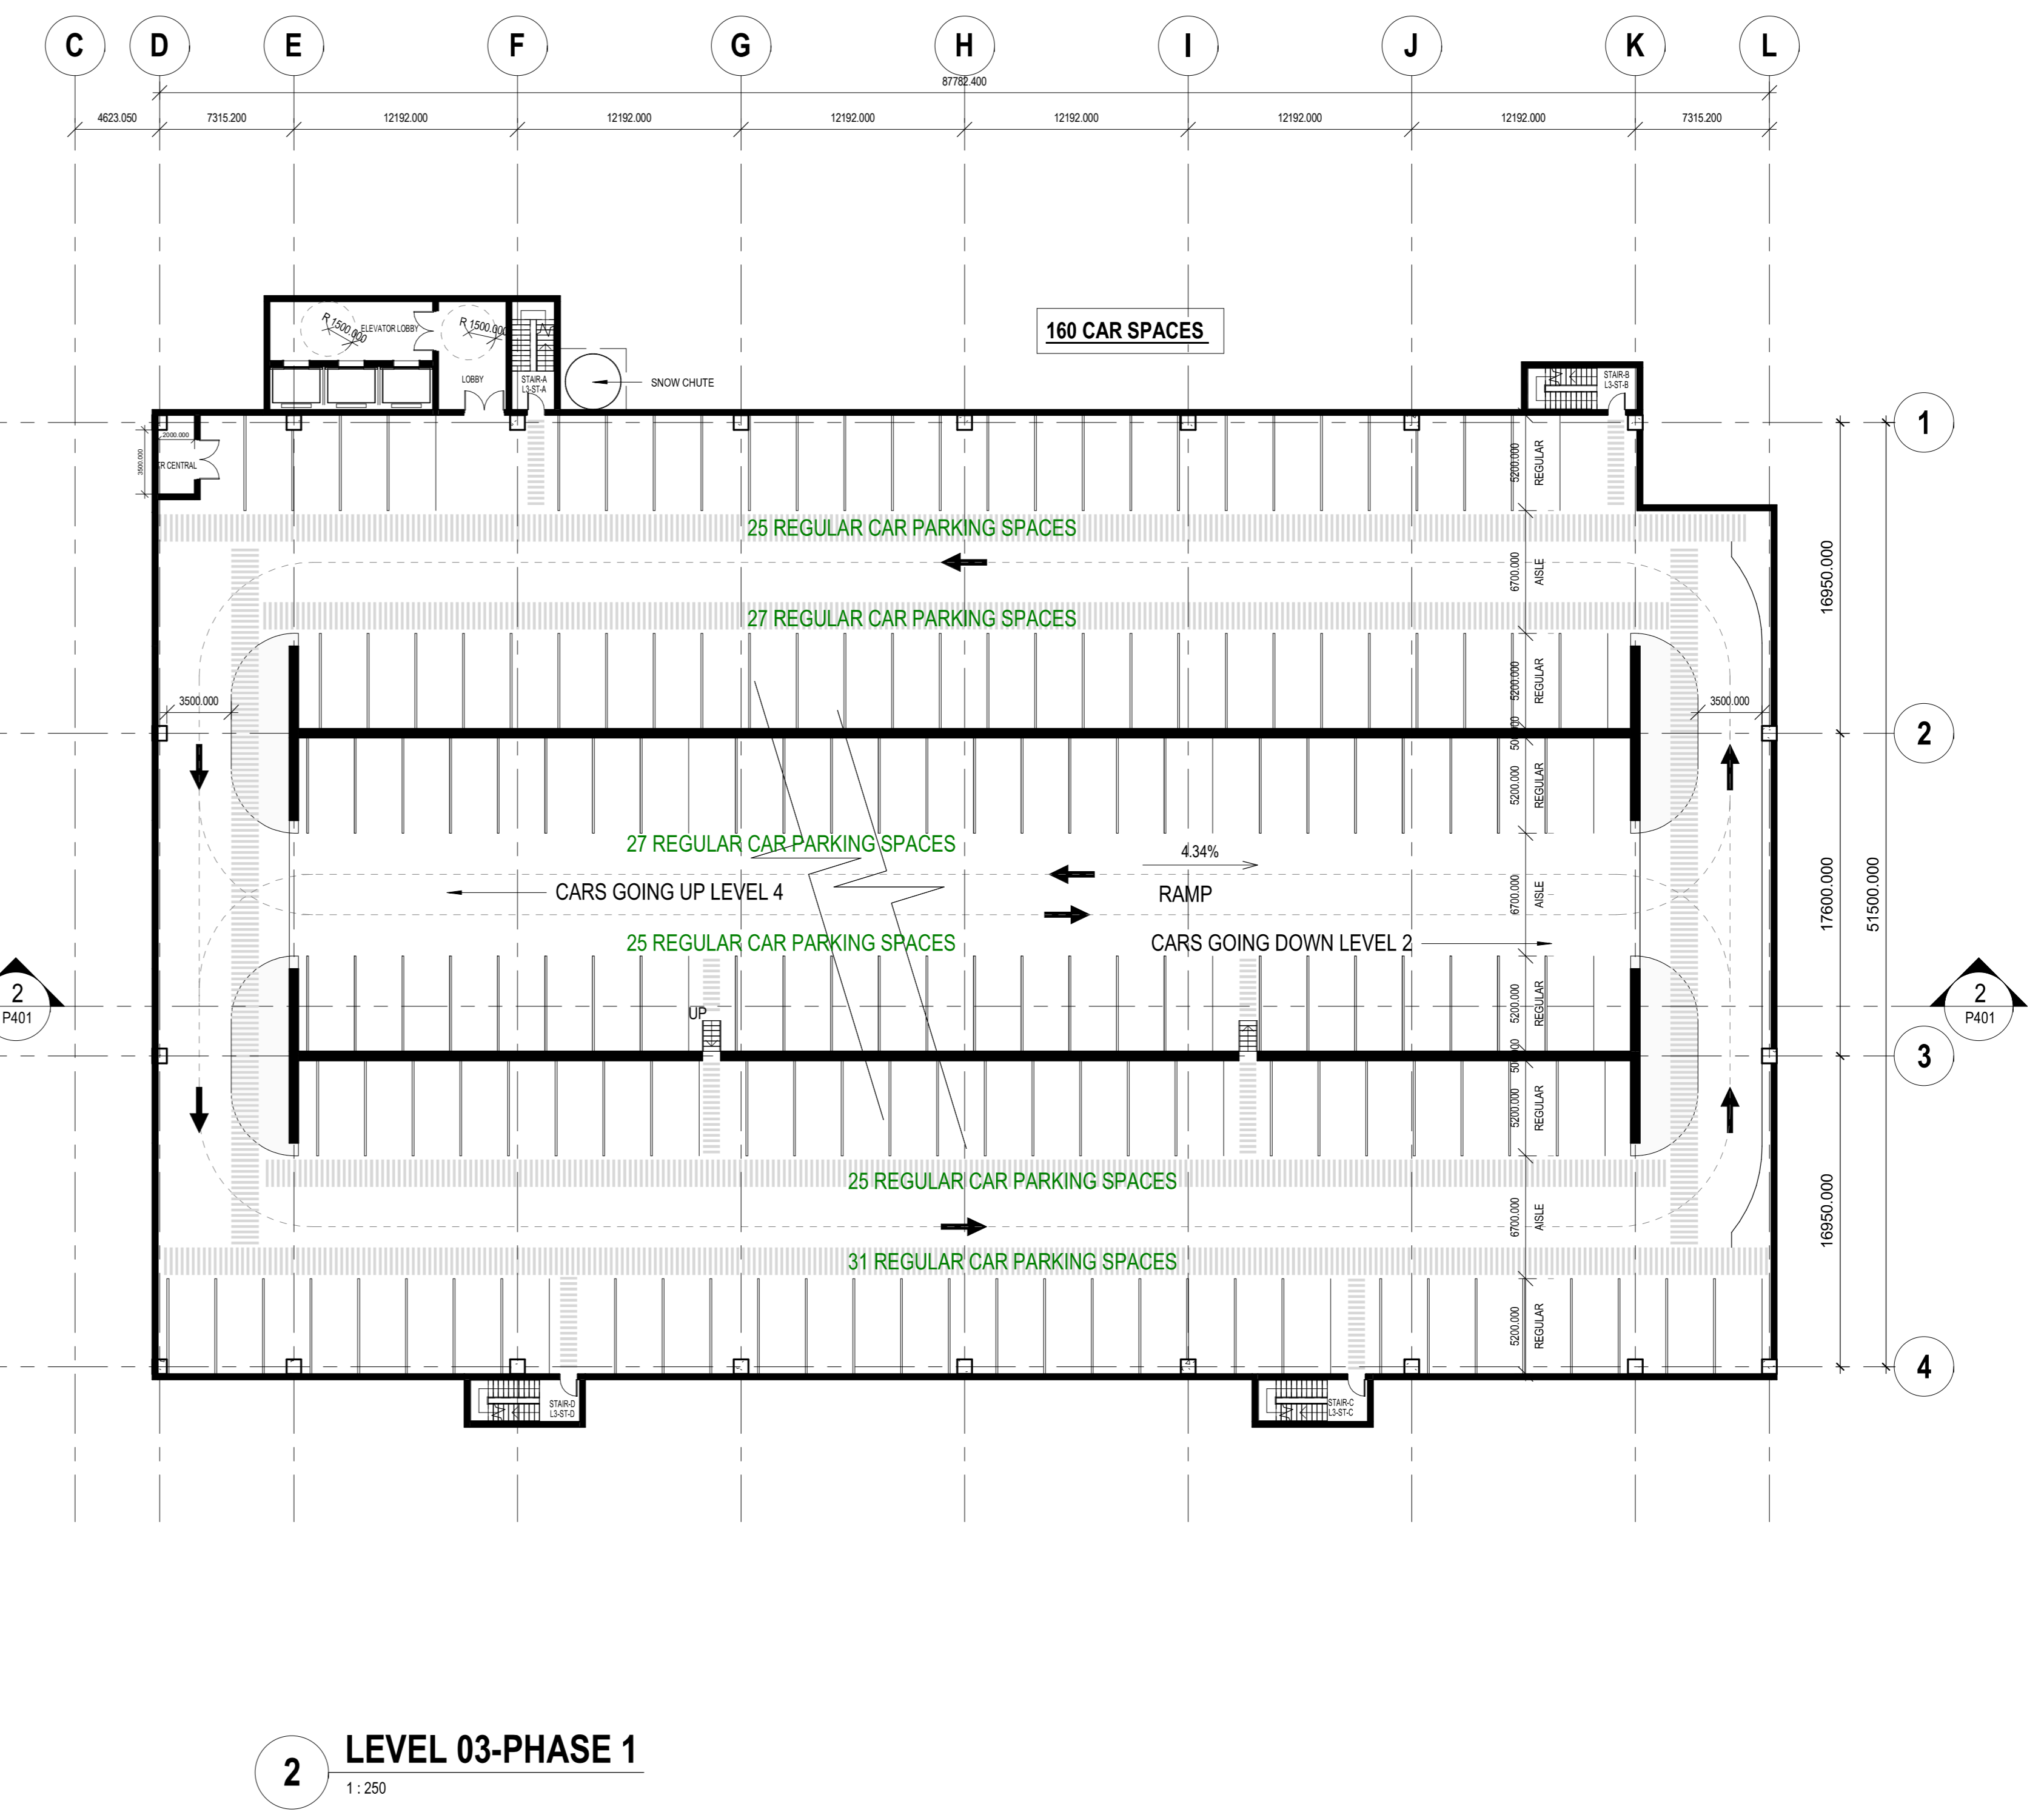 C D E F G H I J K L
87782.400
4623.050 7315.200 12192.000 12192.000 12192.000 12192.000 12192.000 12192.000 7315.200
R 1500.000
ELEVATOR LOBBY
R 1500.000
LOBBY
STAIR-A
L3-ST-A
SNOW CHUTE
160 CAR SPACES
STAIR-B
L3-ST-B
1
2000.000
3500.000
CENTRAL
5200.000
REGULAR
25 REGULAR CAR PARKING SPACES
6700.000
AISLE
16950.000
27 REGULAR CAR PARKING SPACES
5200.000
REGULAR
3500.000
3500.000
2
5200.000
REGULAR
27 REGULAR CAR PARKING SPACES
4.34%
CARS GOING UP LEVEL 4
RAMP
6700.000
AISLE
17600.000
51500.000
25 REGULAR CAR PARKING SPACES
CARS GOING DOWN LEVEL 2
2
P401
2
P401
UP
5200.000
REGULAR
3
5200.000
REGULAR
25 REGULAR CAR PARKING SPACES
6700.000
AISLE
16950.000
31 REGULAR CAR PARKING SPACES
5200.000
REGULAR
4
STAIR-D
L3-ST-D
STAIR-C
L3-ST-C
2
LEVEL 03-PHASE 1
1 : 250